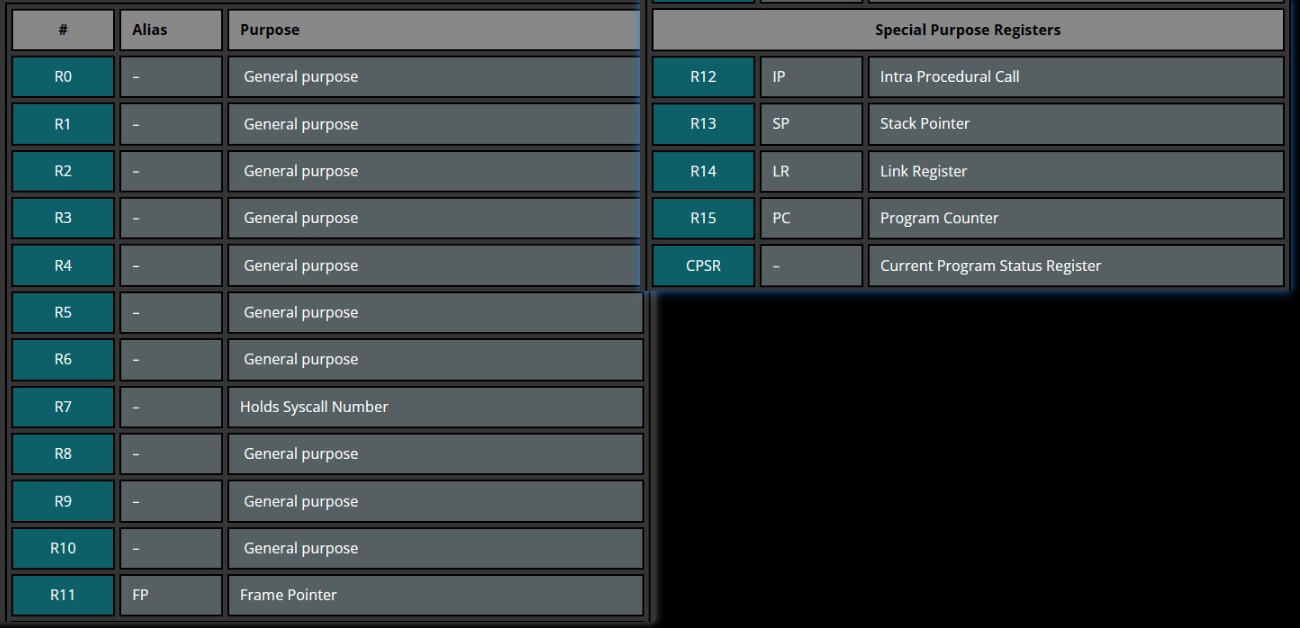 # Alias Purpose
R0 – General purpose
R1 – General purpose
R2 – General purpose
R3 – General purpose
R4 – General purpose
R5 – General purpose
R6 – General purpose
R7 – Holds Syscall Number
R8 – General purpose
R9 – General purpose
R10 – General purpose
R11 FP Frame Pointer
Special Purpose Registers
R12 IP Intra Procedural Call
R13 SP Stack Pointer
R14 LR Link Register
R15 PC Program Counter
CPSR – Current Program Status Register